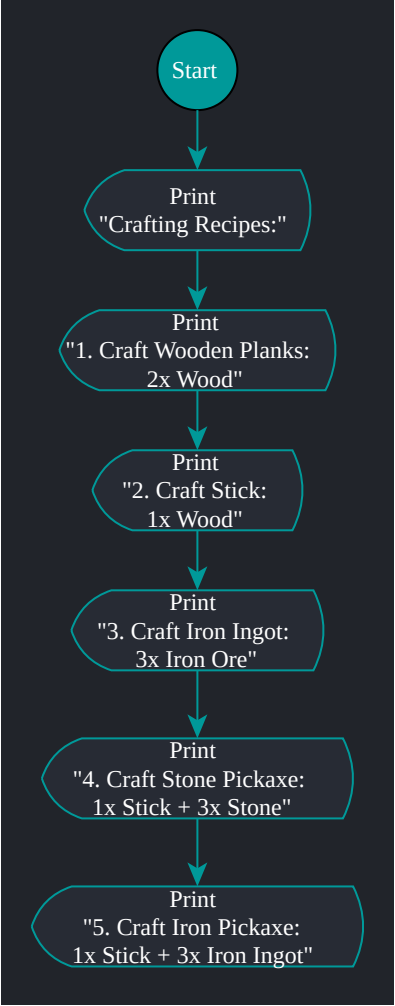 Start
Print
"Crafting Recipes:"
Print
"1. Craft Wooden Planks:
2x Wood"
Print
"2. Craft Stick:
1x Wood"
Print
"3. Craft Iron Ingot:
3x Iron Ore"
Print
"4. Craft Stone Pickaxe:
1x Stick + 3x Stone"
Print
"5. Craft Iron Pickaxe:
1x Stick + 3x Iron Ingot"